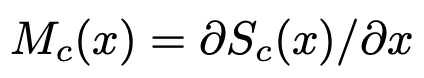 M_c(x) = ∂S_c(x)/∂x